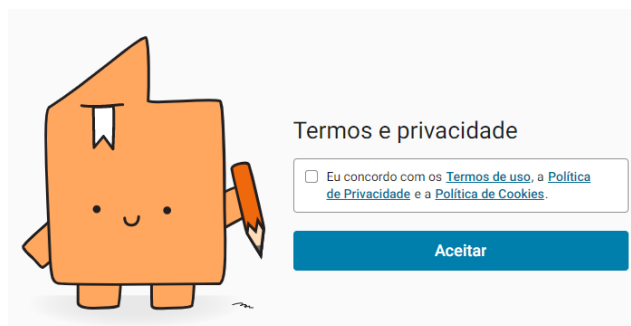 Termos e privacidade
Eu concordo com os Termos de uso, a Política
de Privacidade e a Política de Cookies.
Aceitar